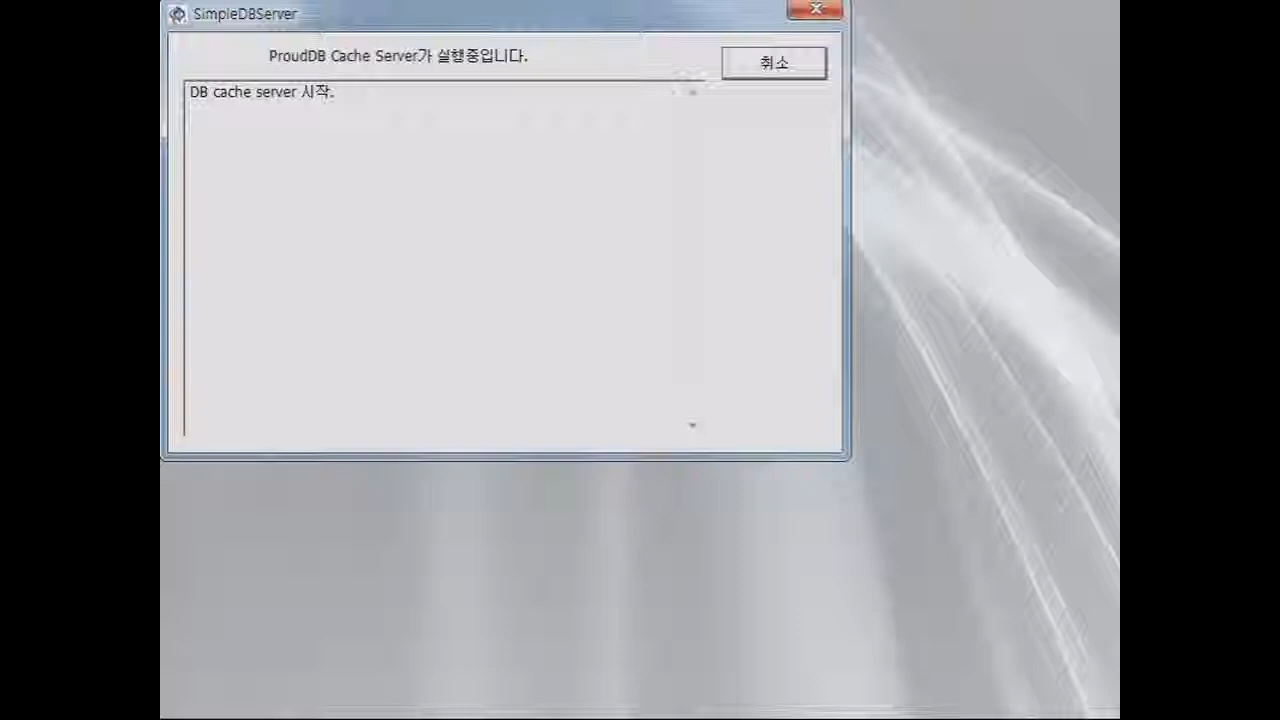 SimpleDBServer
ProudDB Cache Server가 실행중입니다.
취소
DB cache server 시작.